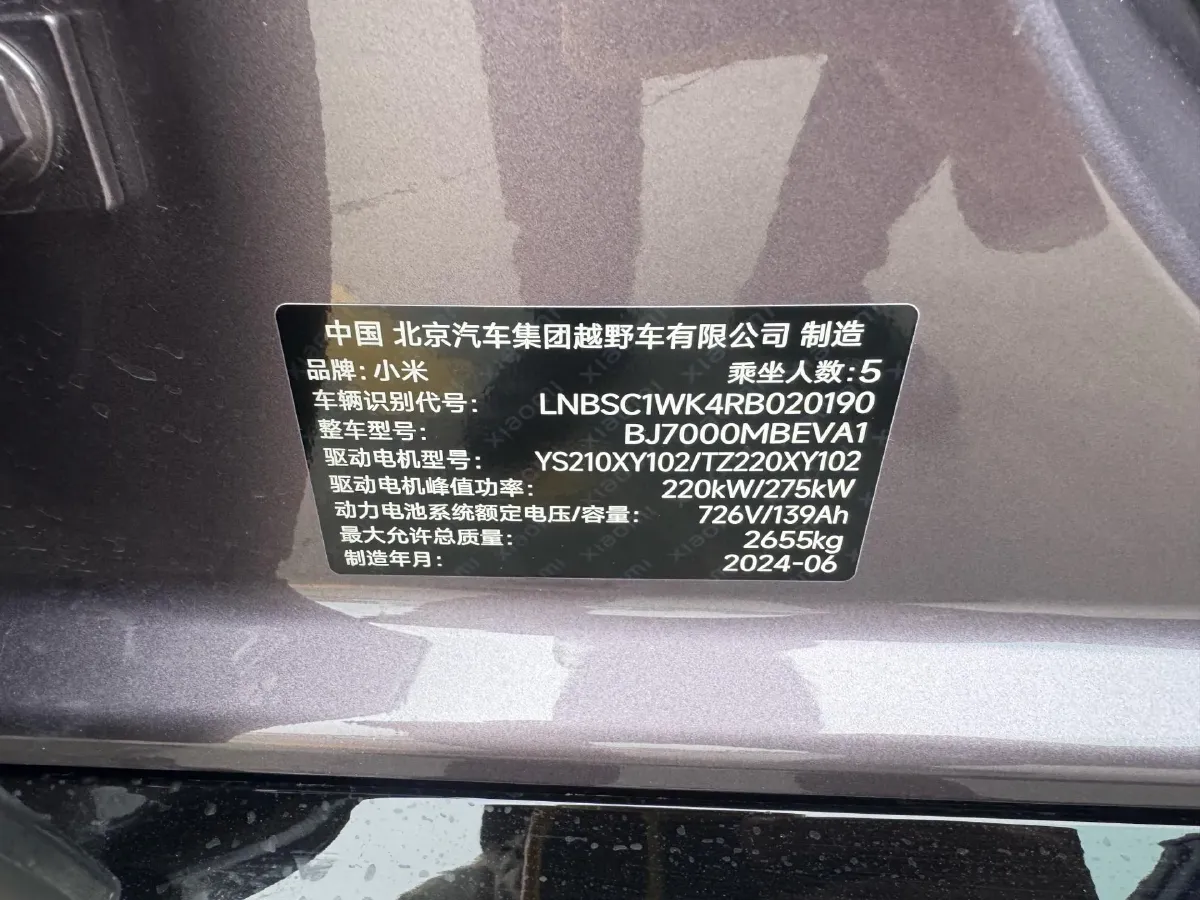 中国 北京汽车集团越野车有限公司 制造
品牌：小米 乘坐人数：5
车辆识别代号： LNBSC1WK4RB020190
整车型号： BJ7000MBEVA1
驱动电机型号： YS210XY102/TZ220XY102
驱动电机峰值功率： 220kW/275kW
动力电池系统额定电压/容量： 726V/139Ah
最大允许总质量： 2655kg
制造年月： 2024-06